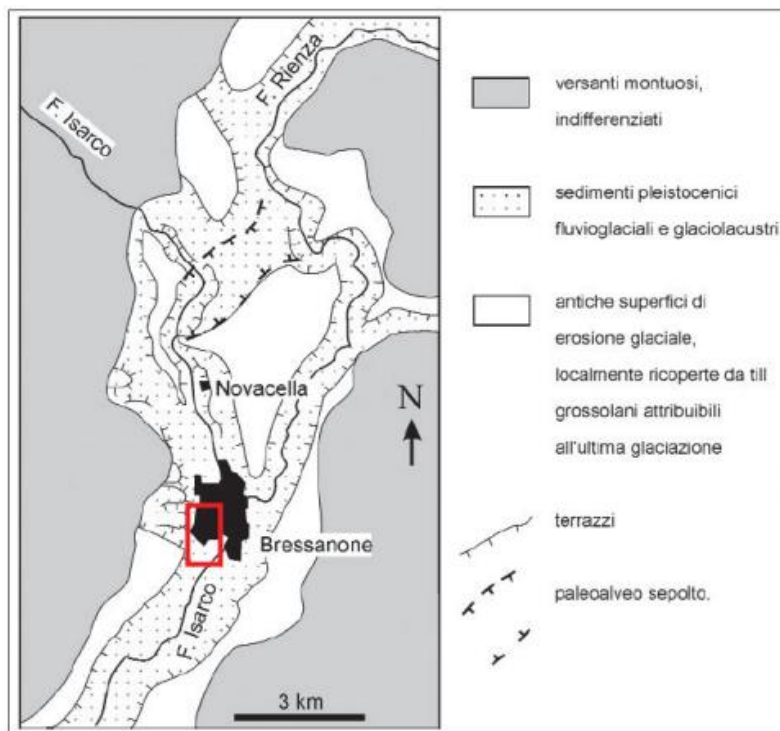 F. Isarco
F. Rienza
Novacella
N
Bressanone
F. Isarco
3 km
versanti montuosi,
indifferenziati
sedimenti pleistocenici
fluvioglaciali e glaciolacustri
antiche superfici di
erosione glaciale,
localmente ricoperte da till
grossolani attribuibili
all'ultima glaciazione
terrazzi
paleoalveo sepolto.